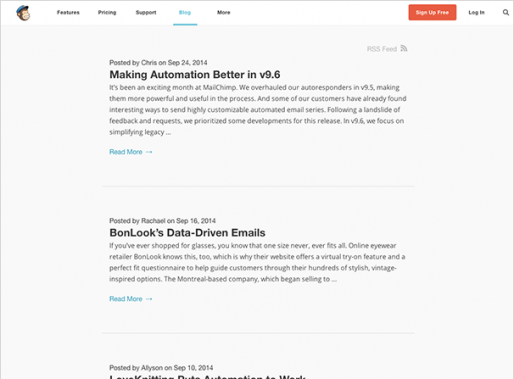 Features Pricing Support Blog More Sign Up Free Log In
RSS Feed
Posted by Chris on Sep 24, 2014
Making Automation Better in v9.6
It's been an exciting month at MailChimp. We overhauled our autoresponders in v9.5, making
them more powerful and useful in the process. And some of our customers have already found
interesting ways to send highly customizable automated email series. Following a landslide of
feedback and requests, we prioritized some developments for this release. In v9.6, we focus on
simplifying legacy ...
Read More →
Posted by Rachael on Sep 16, 2014
BonLook's Data-Driven Emails
If you've ever shopped for glasses, you know that one size never, ever fits all. Online eyewear
retailer BonLook knows this, too, which is why their website offers a virtual try-on feature and a
perfect fit questionnaire to help guide customers through their hundreds of stylish, vintage-
inspired options. The Montreal-based company, which began selling to ...
Read More →
Posted by Allyson on Sep 10, 2014
LoveKnitting Puts Automation to Work